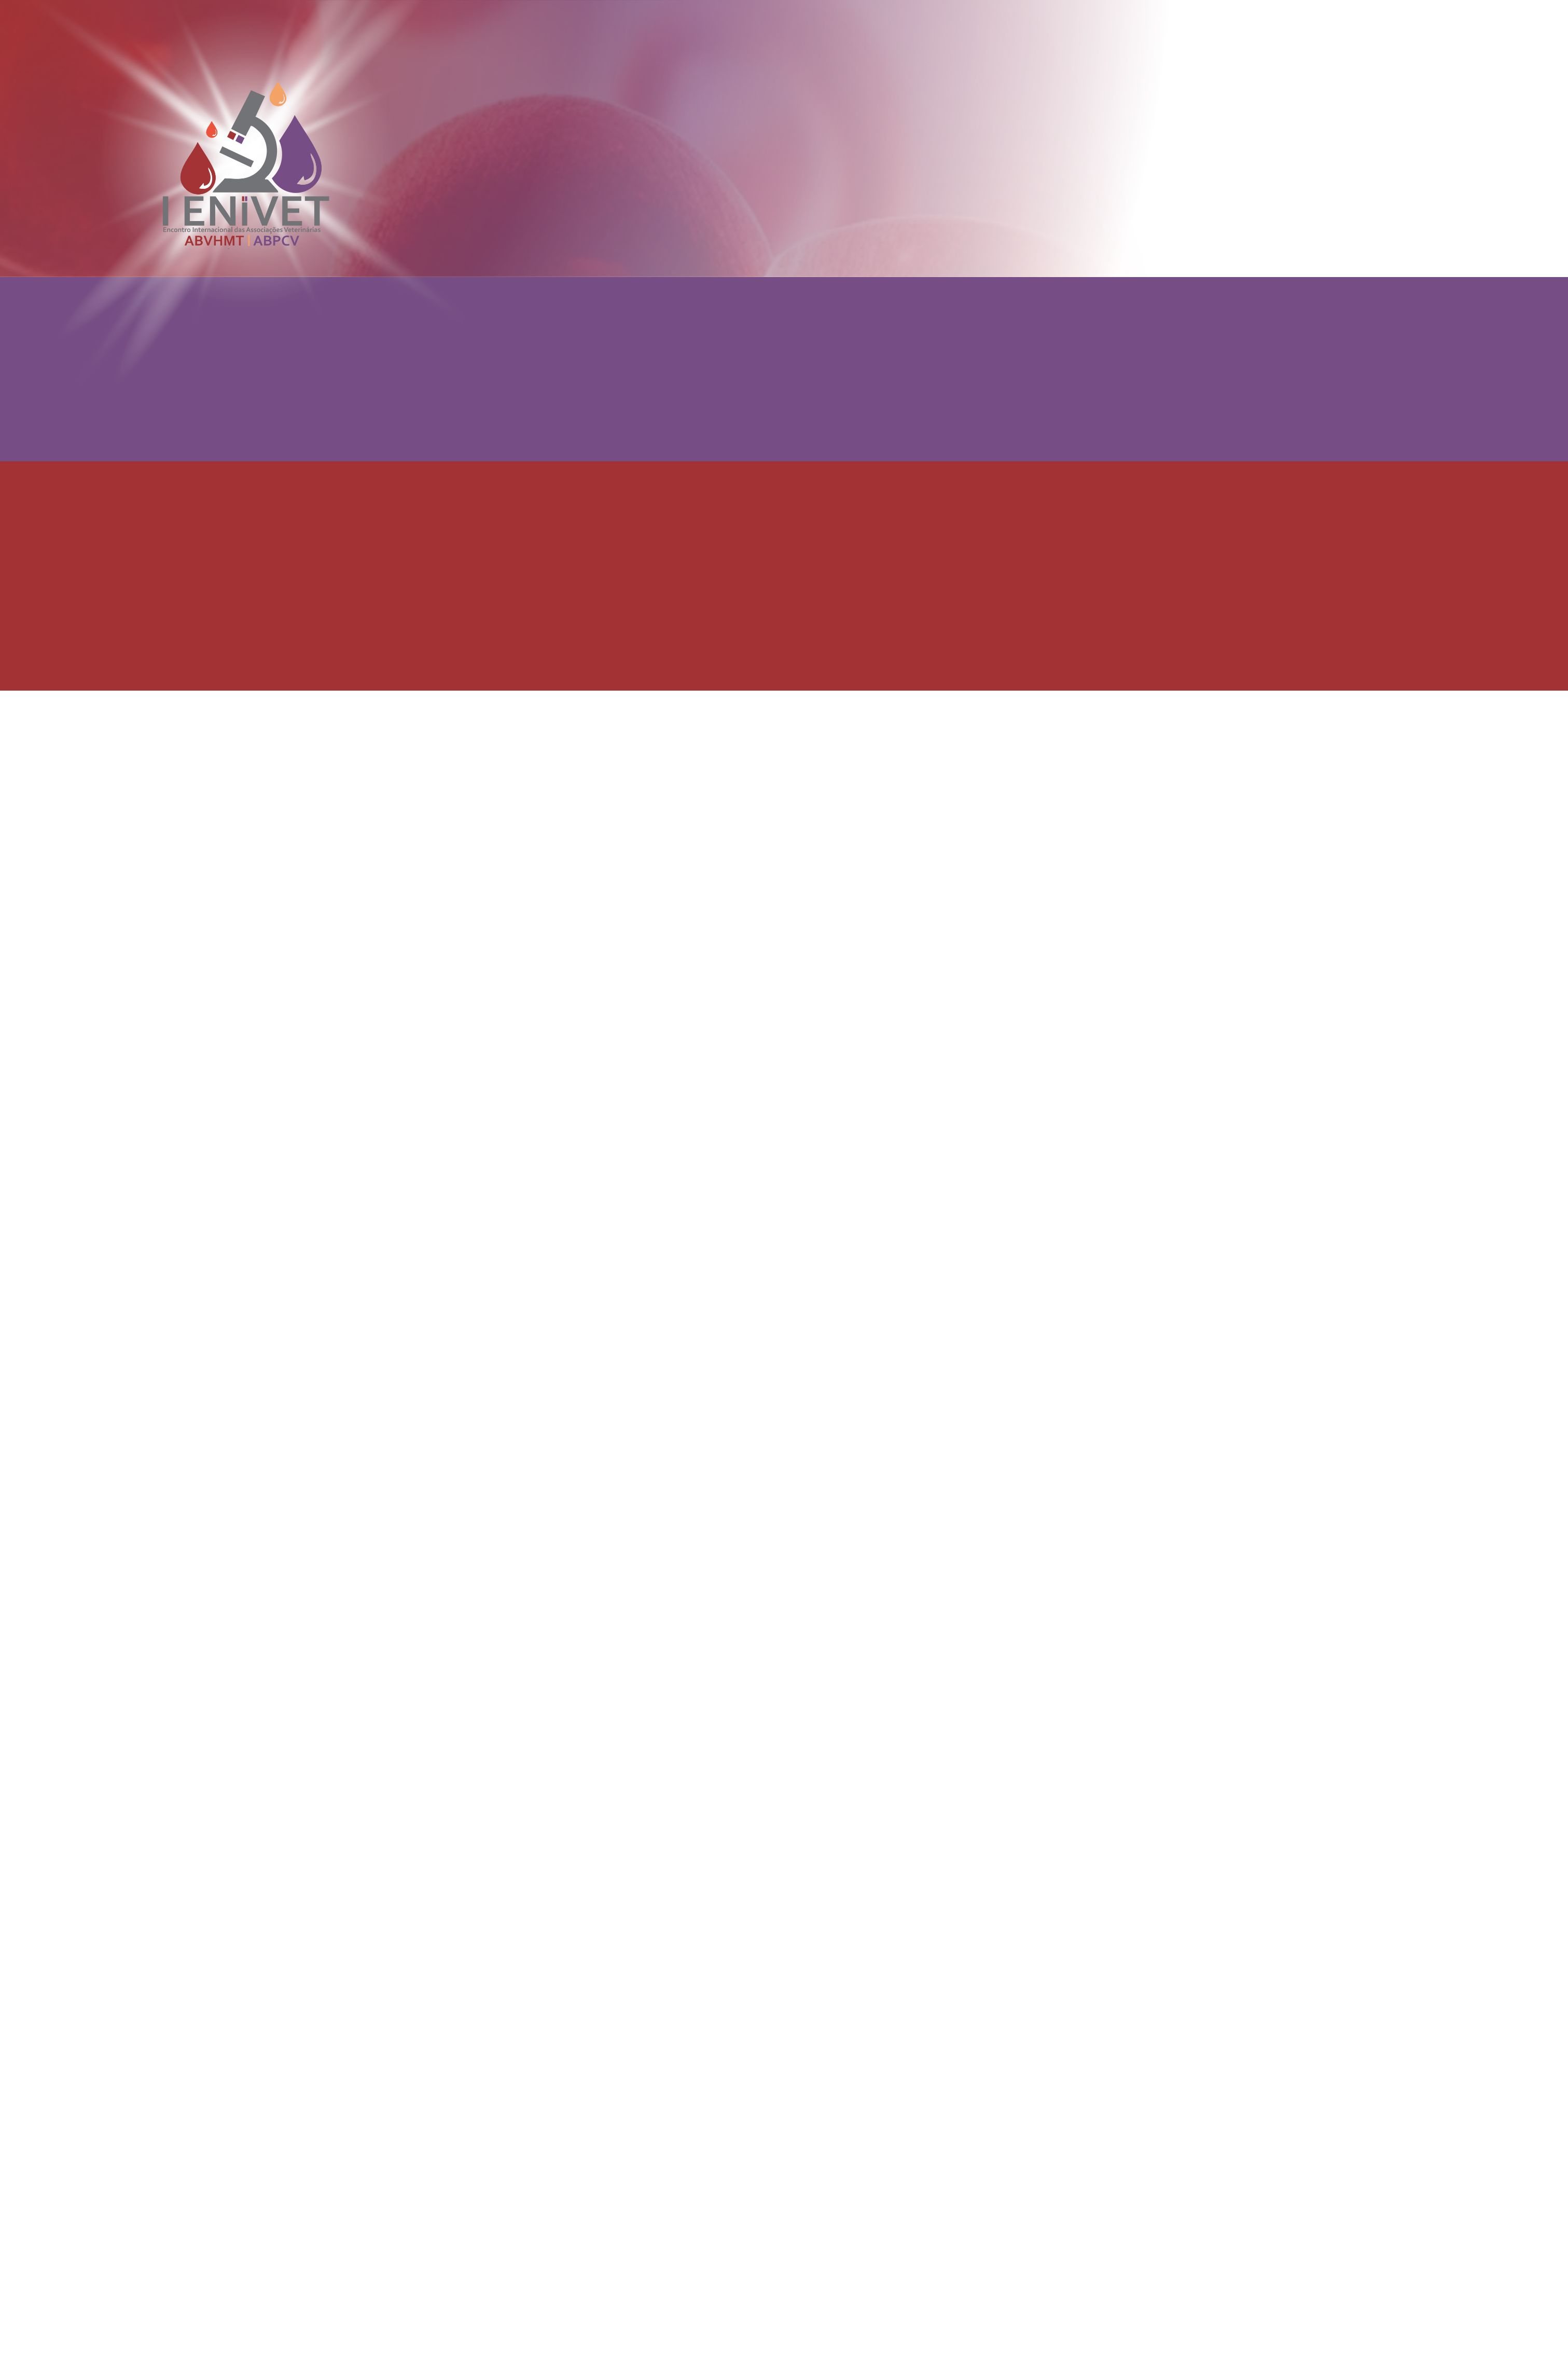 I ENiVET
Encontro Internacional das Associações Veterinárias
ABVHMT | ABPCV